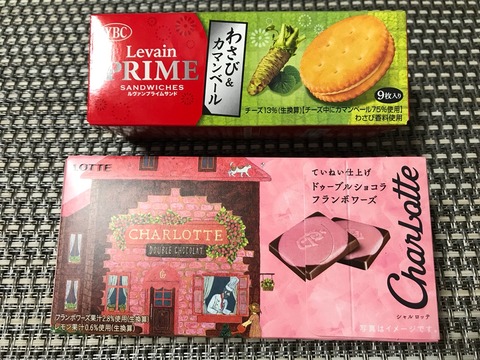 YBC
Levain
PRIME
SANDWICHES
ルヴァンプライムサンド
わさび&
カマンベール
9枚入り
チーズ13%(生換算)【チーズ中にカマンベール75%使用】
わさび香料使用
LOTTE
CHARLOTTE
DOUBLE CHOCOLAT
ていねい仕上げ
ドゥーブルショコラ
フランボワーズ
Charlotte
シャルロッテ
フランボワーズ果汁2.8%使用(生換算)
レモン果汁0.6%使用(生換算)
印刷はイメージです。